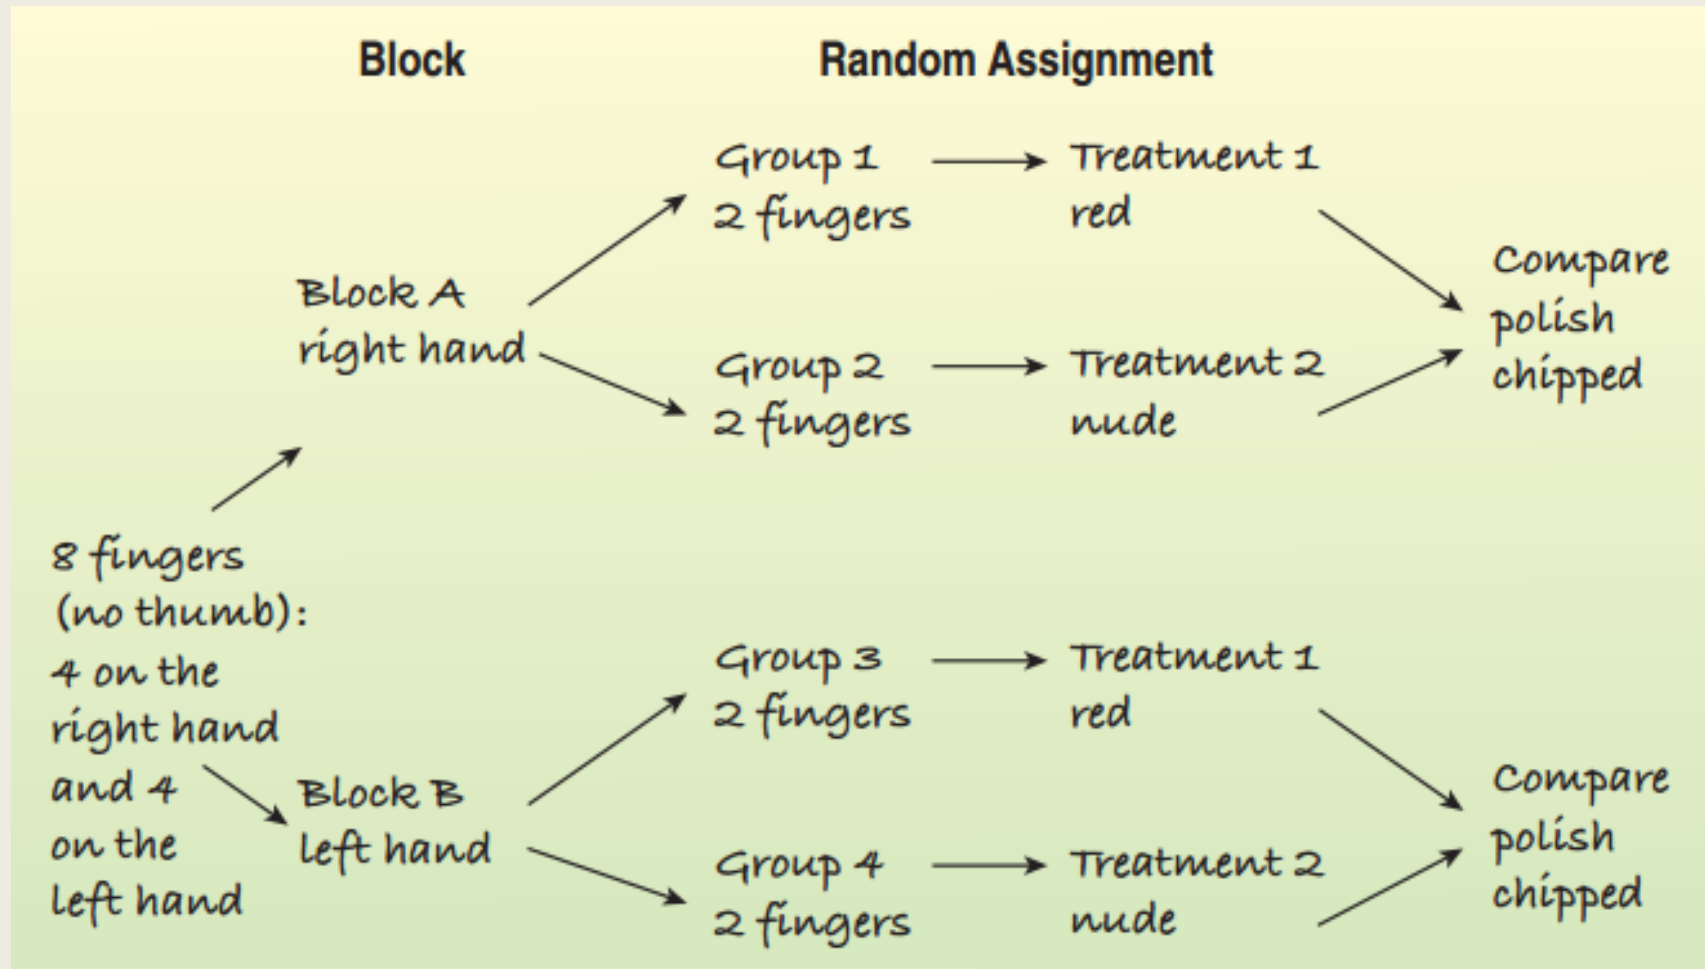 Block
Random Assignment
Group 1
2 fingers
Treatment 1
red
Block A
right hand
Compare
polish
chipped
Group 2
2 fingers
Treatment 2
nude
8 fingers
(no thumb):
4 on the
right hand
and 4
on the
left hand
Block B
left hand
Group 3
2 fingers
Treatment 1
red
Group 4
2 fingers
Treatment 2
nude
Compare
polish
chipped